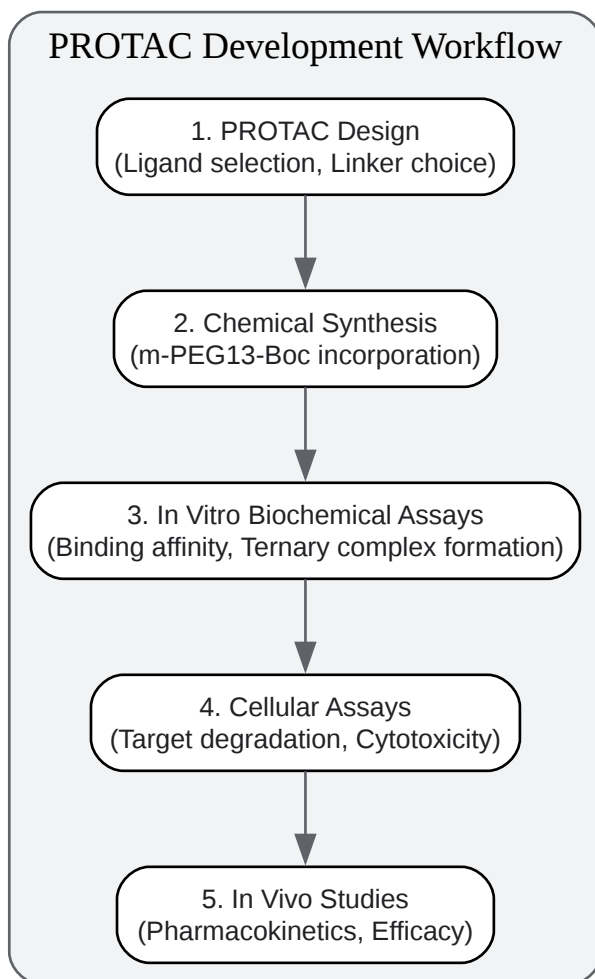 PROTAC Development Workflow
1. PROTAC Design
(Ligand selection, Linker choice)
2. Chemical Synthesis
(m-PEG13-Boc incorporation)
3. In Vitro Biochemical Assays
(Binding affinity, Ternary complex formation)
4. Cellular Assays
(Target degradation, Cytotoxicity)
5. In Vivo Studies
(Pharmacokinetics, Efficacy)